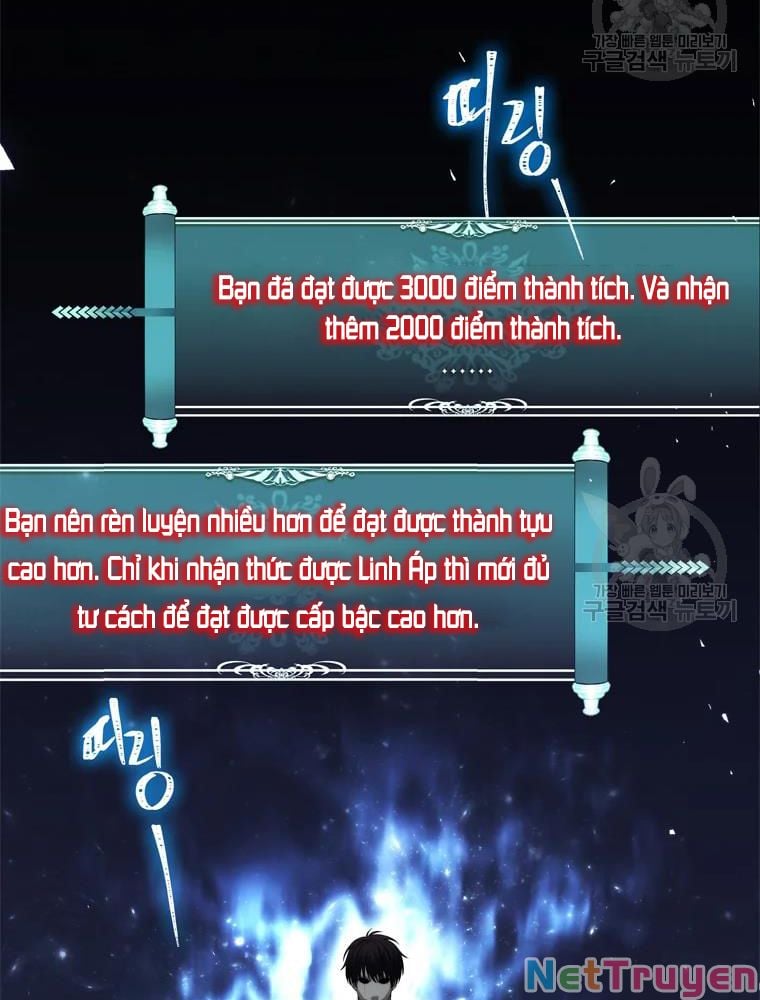 가장 빠른 웹툰 미리보기
구글검색 뉴토끼
띠링
Bạn đã đạt được 3000 điểm thành tích. Và nhận
thêm 2000 điểm thành tích.
......
Bạn nên rèn luyện nhiều hơn để đạt được thành tựu
cao hơn. Chỉ khi nhận thức được Linh Áp thì mới đủ
tư cách để đạt được cấp bậc cao hơn.
가장 빠른 웹툰 미리보기
구글검색 뉴토끼
띠링
NetTruyen